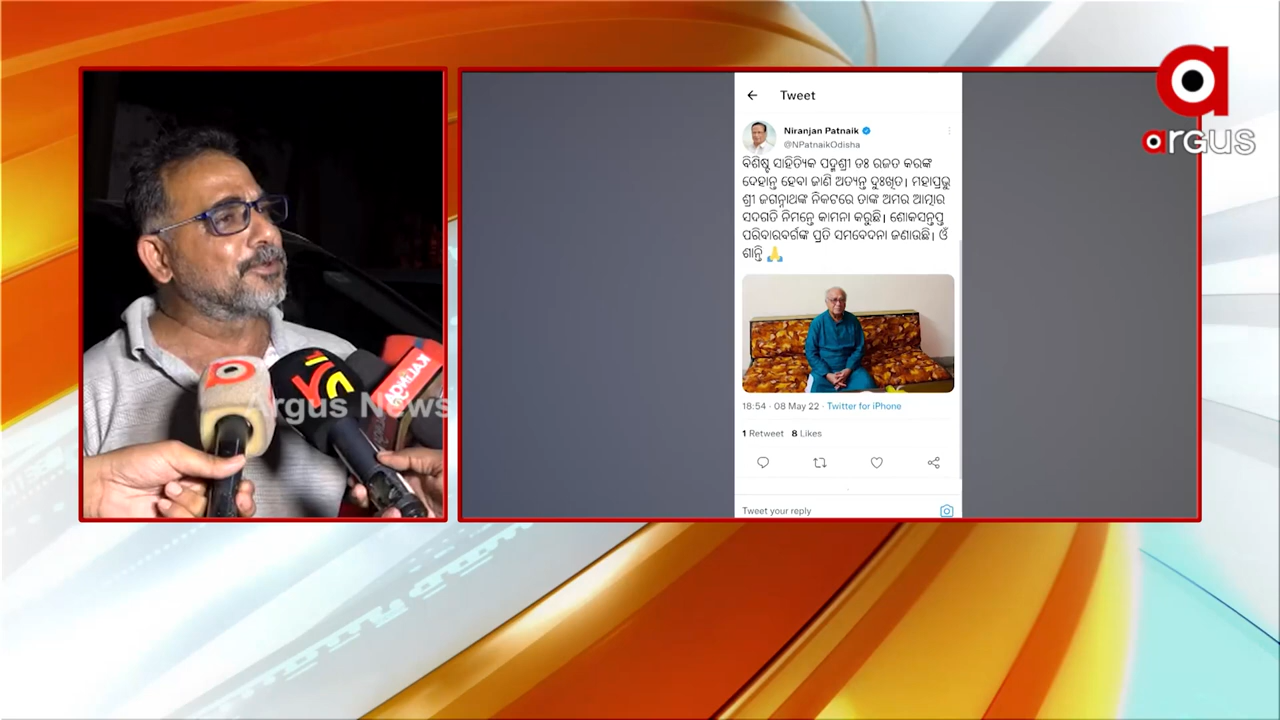 argus
Tweet
Niranjan Patnaik
@NPatnaikOdisha
ବିଶିଷ୍ଟ ସାହିତ୍ୟିକ ପଦ୍ମଶ୍ରୀ ଡଃ ରଜତ କରଙ୍କ
ଦେହାନ୍ତ ହେବା ଜାଣି ଅତ୍ୟନ୍ତ ଦୁଃଖିତ। ମହାପ୍ରଭୁ
ଶ୍ରୀ ଜଗନ୍ନାଥଙ୍କ ନିକଟରେ ତାଙ୍କ ଅମର ଆତ୍ମାର
ସଦଗତି ନିମନ୍ତେ କାମନା କରୁଛି। ଶୋକସନ୍ତପ୍ତ
ପରିବାରବର୍ଗଙ୍କ ପ୍ରତି ସମବେଦନା ଜଣାଉଛି। ଓଁ
ଶାନ୍ତି 🙏
18:54 · 08 May 22 · Twitter for iPhone
1 Retweet 8 Likes
Tweet your reply
Argus News
KALINGA